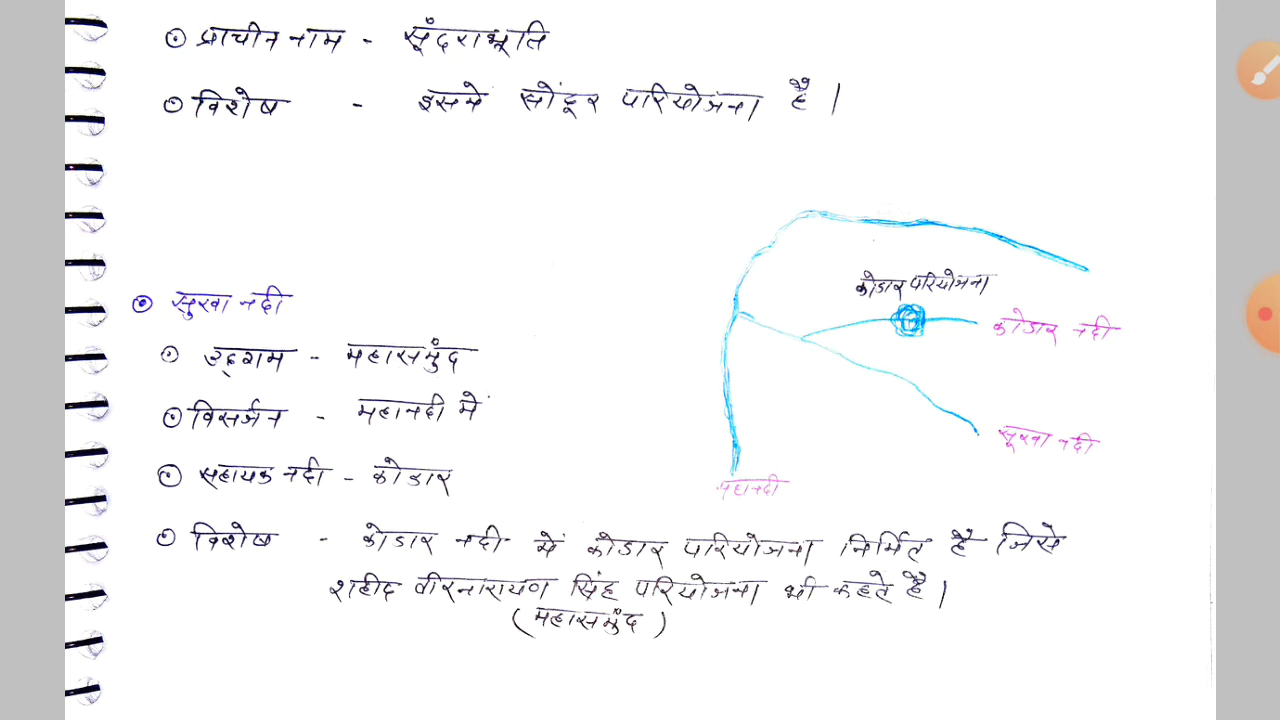 प्राचीन नाम - सूंदराभूति
विशेष - इसमे सोंदूर परियोजना है।
कोडार परियोजना
कोडार नदी
सुखा नदी
उद्गम - महासमुंद
विसर्जन - महानदी में
सूखा नदी
सहायक नदी - कोडार
महानदी
विशेष - कोडार नदी में कोडार परियोजना निर्मित है जिसे
शहीद वीरनारायण सिंह परियोजना भी कहते है।
(महासमुंद)